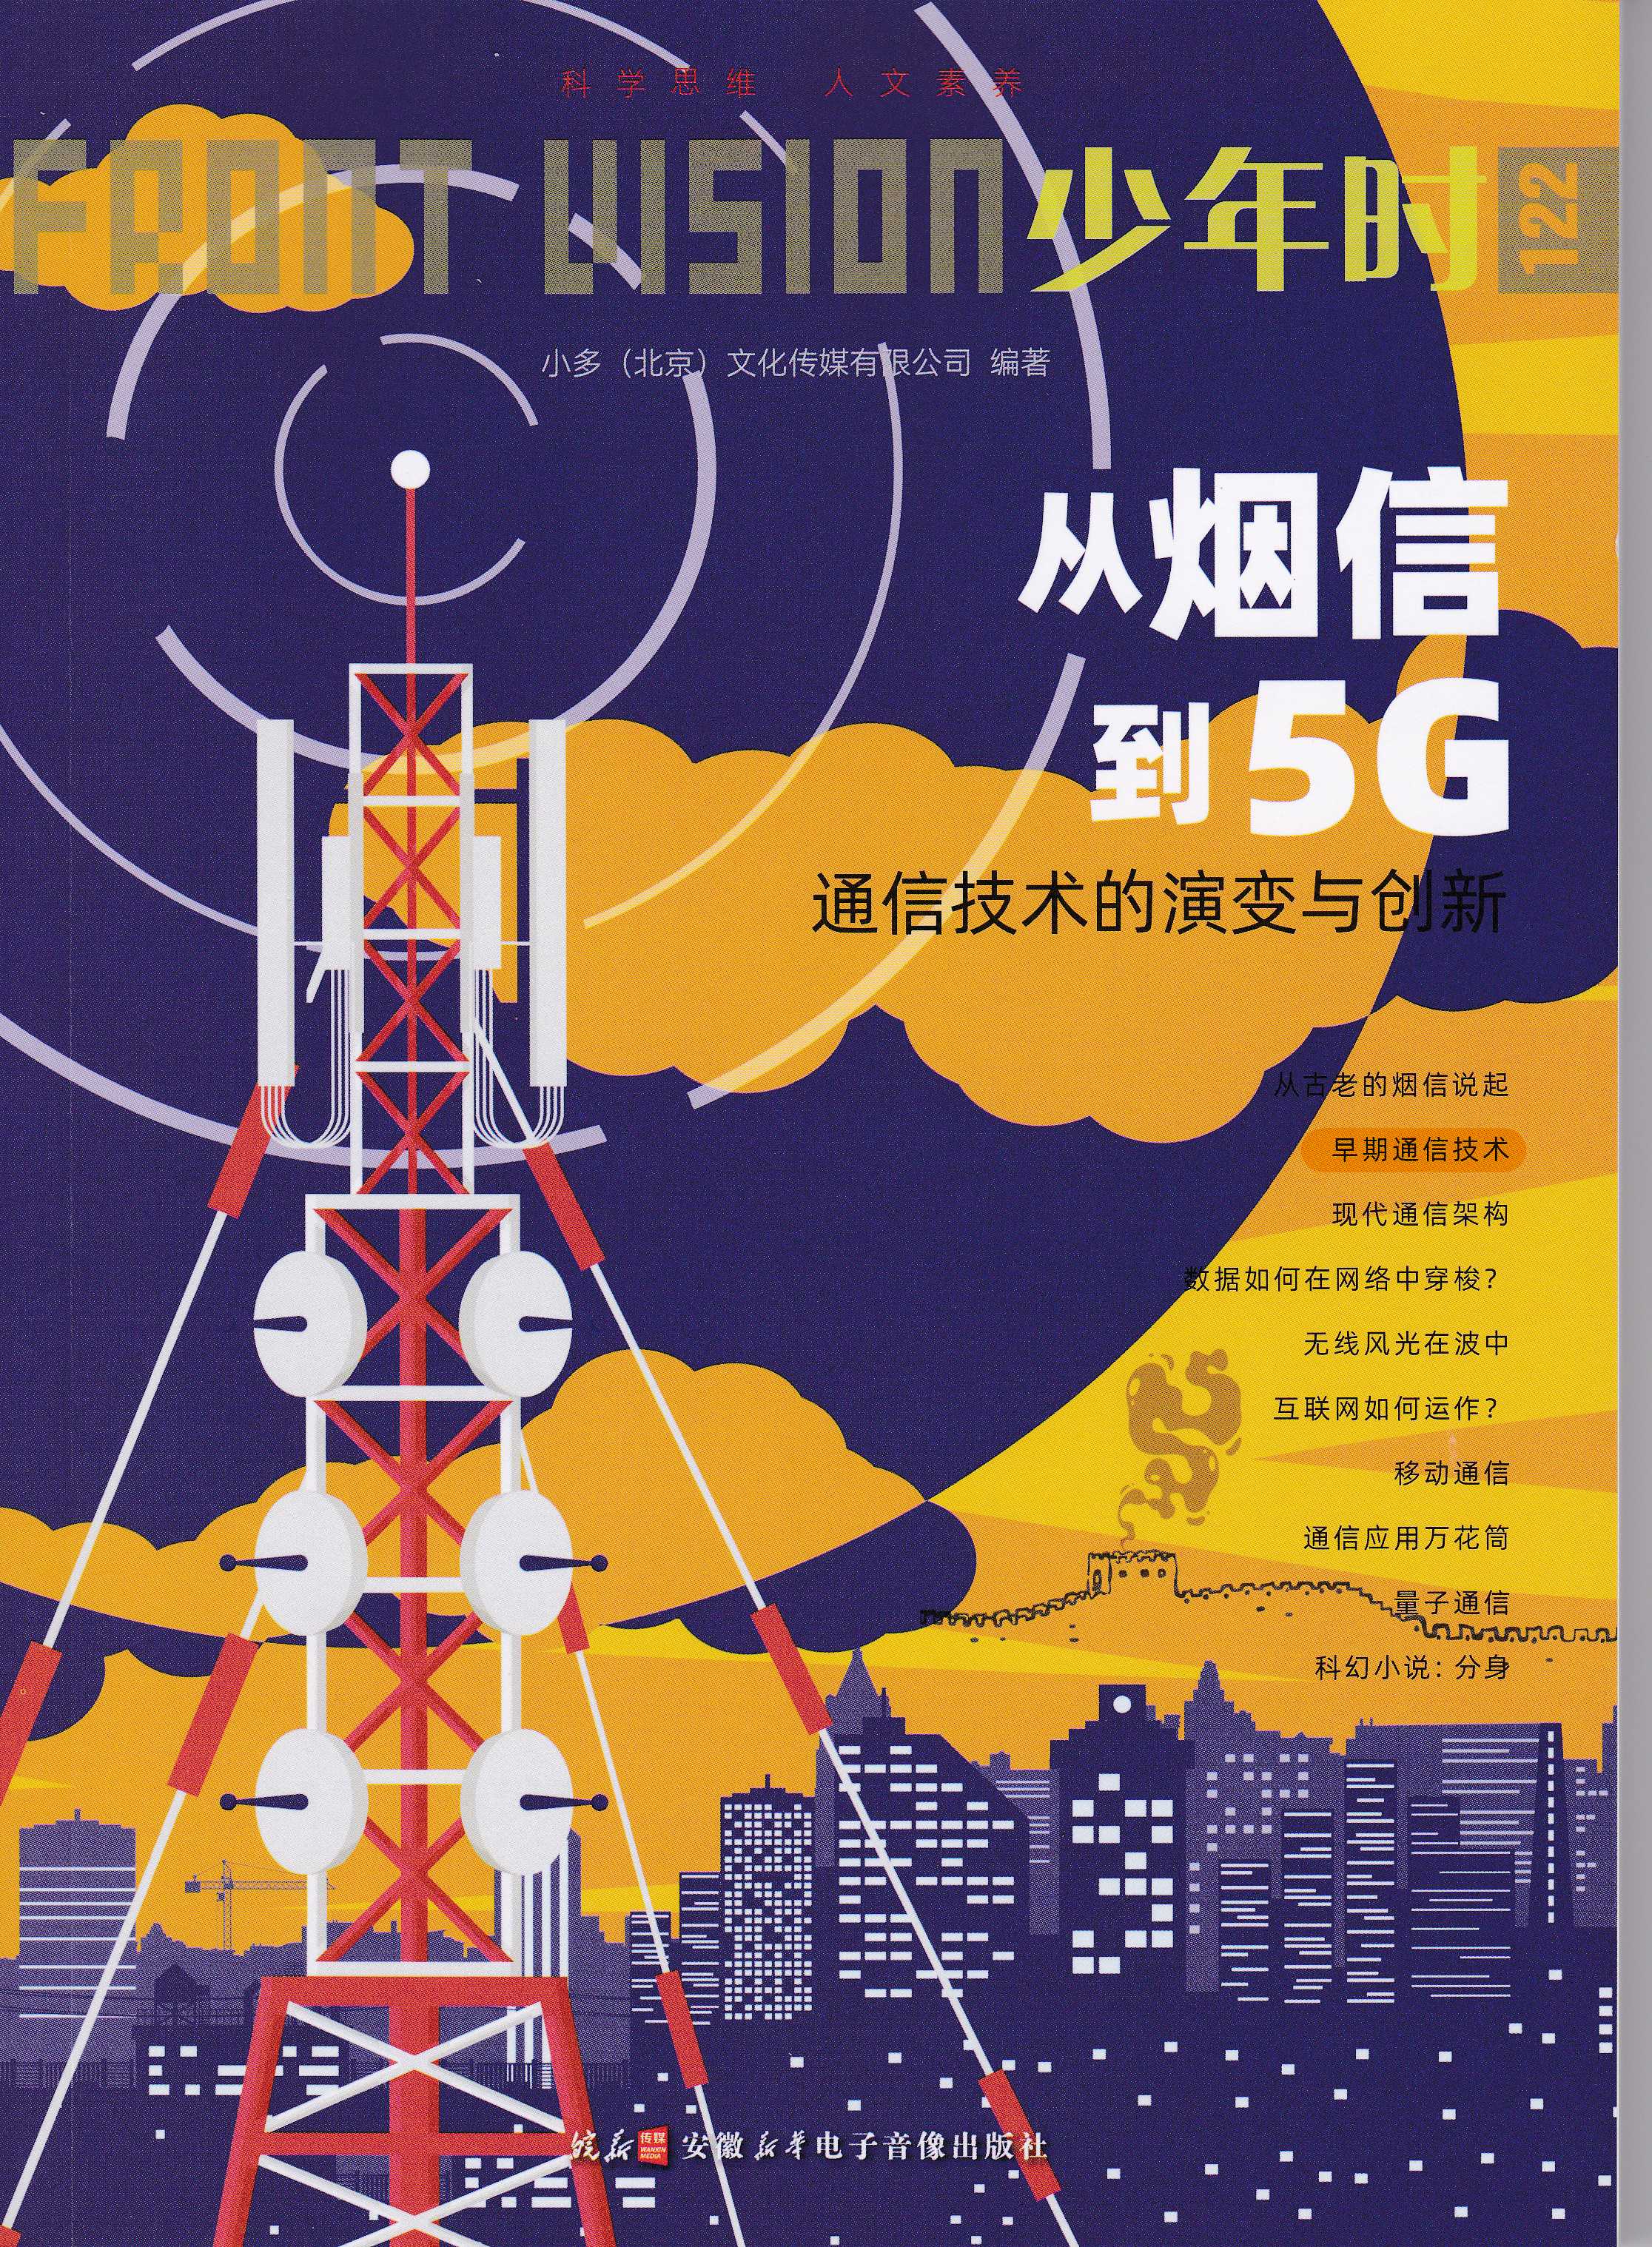 科学思维 人文素养
FRONT VISION 少年时 122
小多（北京）文化传媒有限公司 编著
从烟信
到5G
通信技术的演变与创新
从古老的烟信说起
早期通信技术
现代通信架构
数据如何在网络中穿梭？
无线风光在波中
互联网如何运作？
移动通信
通信应用万花筒
量子通信
科幻小说：分身
皖新 传媒 WANXIN MEDIA 安徽新华电子音像出版社